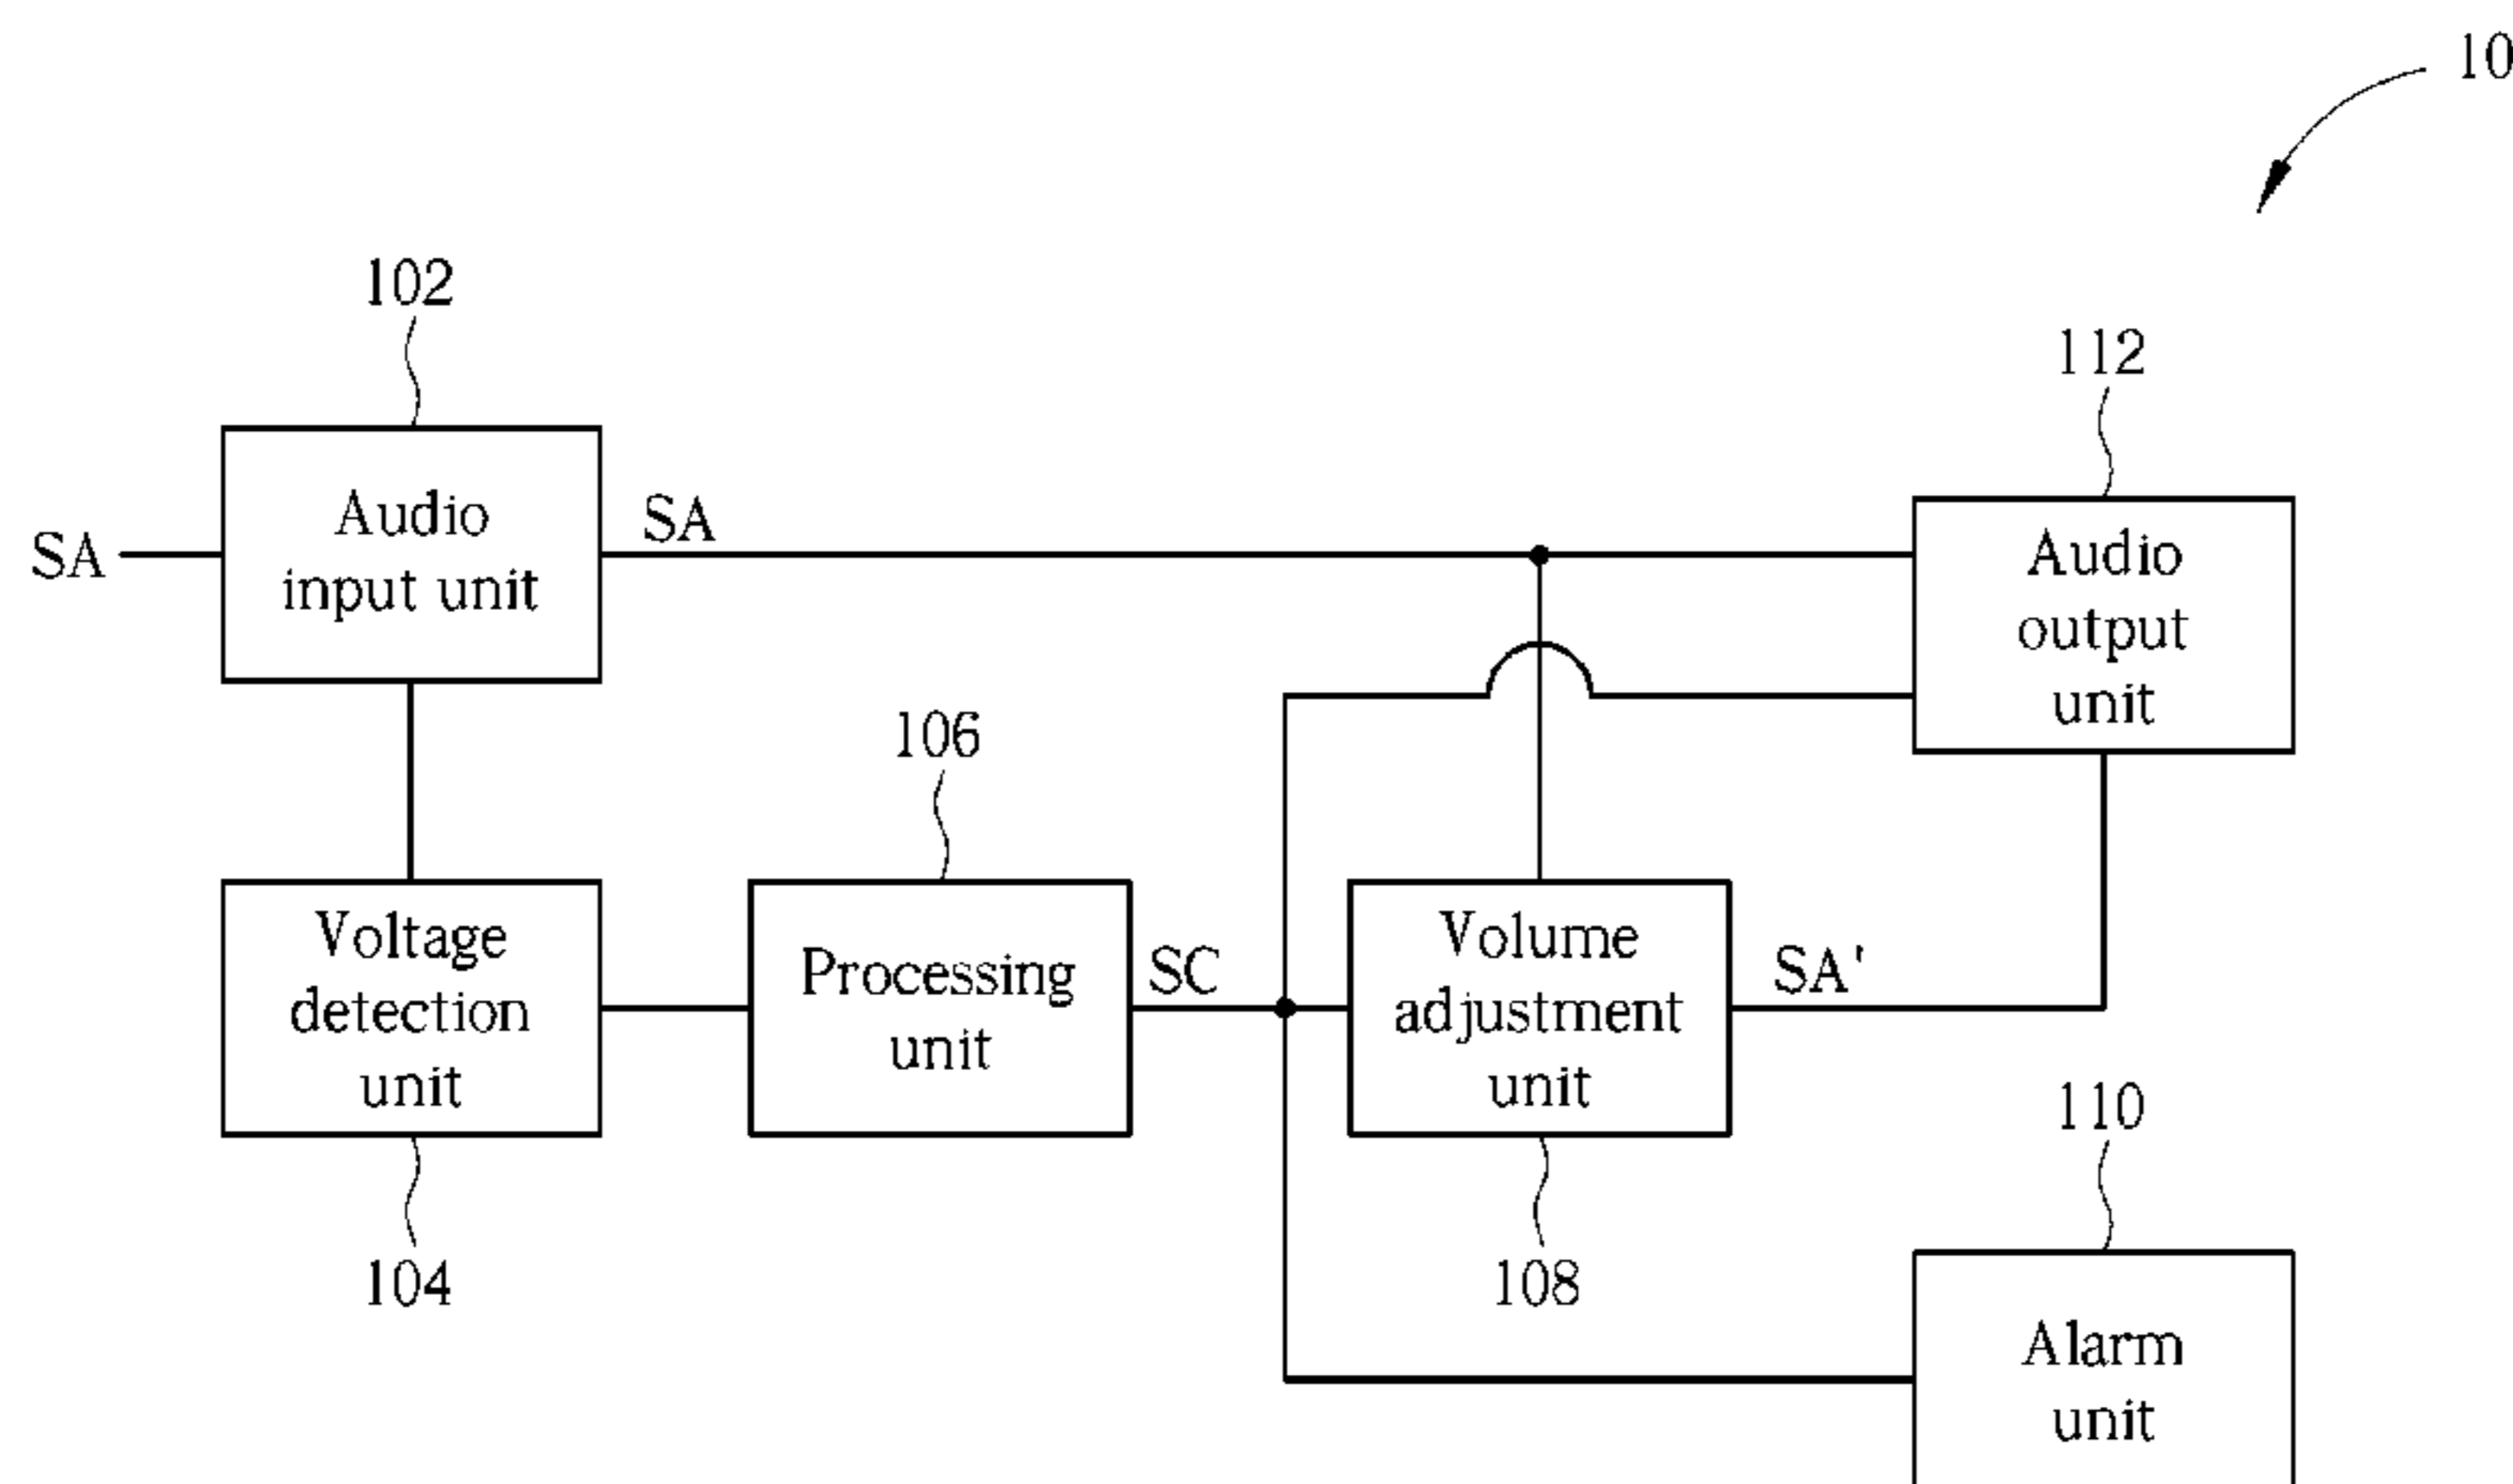 10
102
112
SA
Audio
input unit
SA
Audio
output
unit
106
Voltage
detection
unit
Processing
unit
SC
Volume
adjustment
unit
SA'
104
108
110
Alarm
unit